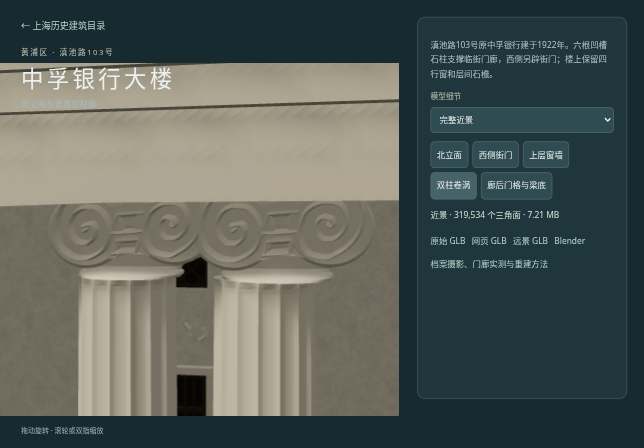 ← 上海历史建筑目录
黄浦区 · 滇池路103号
中孚银行大楼
滇池路103号原中孚银行建于1922年。六根凹槽
石柱支撑临街门廊，西侧另辟街门；楼上保留四
行窗和层间石檐。
模型细节
完整近景
北立面
西侧街门
上层窗墙
双柱卷涡
廊后门格与梁底
近景 · 319,534 个三角面 · 7.21 MB
原始 GLB 网页 GLB 远景 GLB Blender
档案摄影、门廊实测与重建方法
拖动旋转 · 滚轮或双指缩放